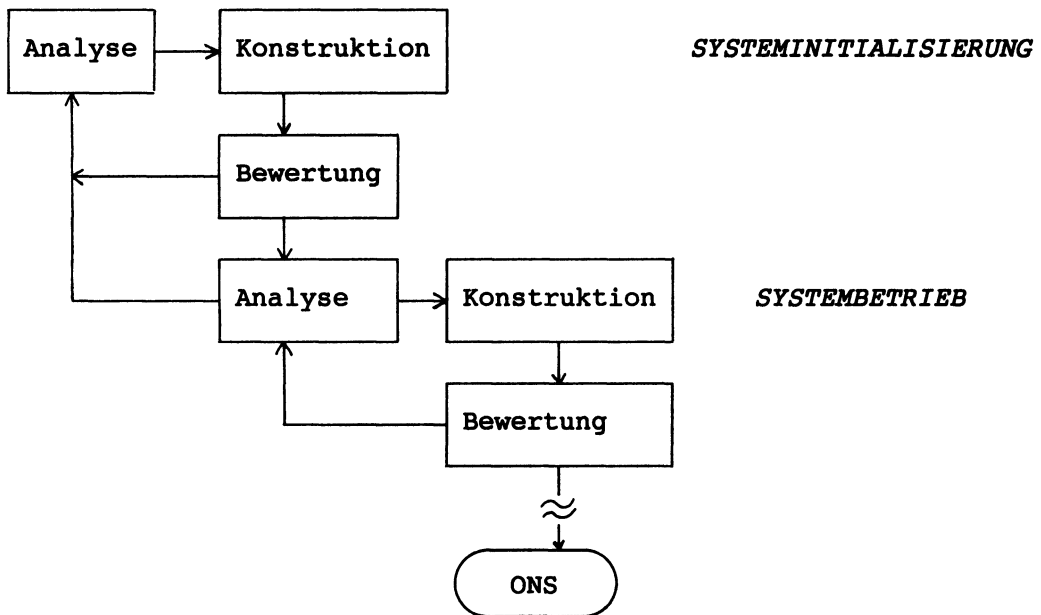 Analyse
Konstruktion
SYSTEMINITIALISIERUNG
Bewertung
Analyse
Konstruktion
SYSTEMBETRIEB
Bewertung
ONS